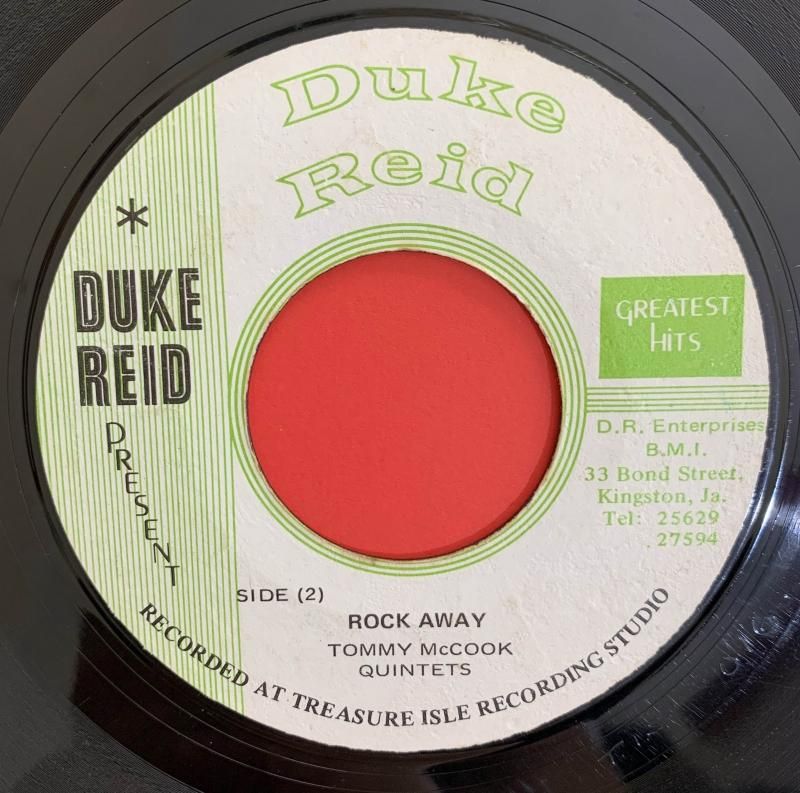 Duke
Reid
*
DUKE
REID
PRESENT
GREATEST
HITS
D.R. Enterprises
B.M.I.
33 Bond Street,
Kingston, Ja.
Tel: 25629
27594
SIDE (2)
ROCK AWAY
TOMMY McCOOK
QUINTETS
RECORDED AT TREASURE ISLE RECORDING STUDIO